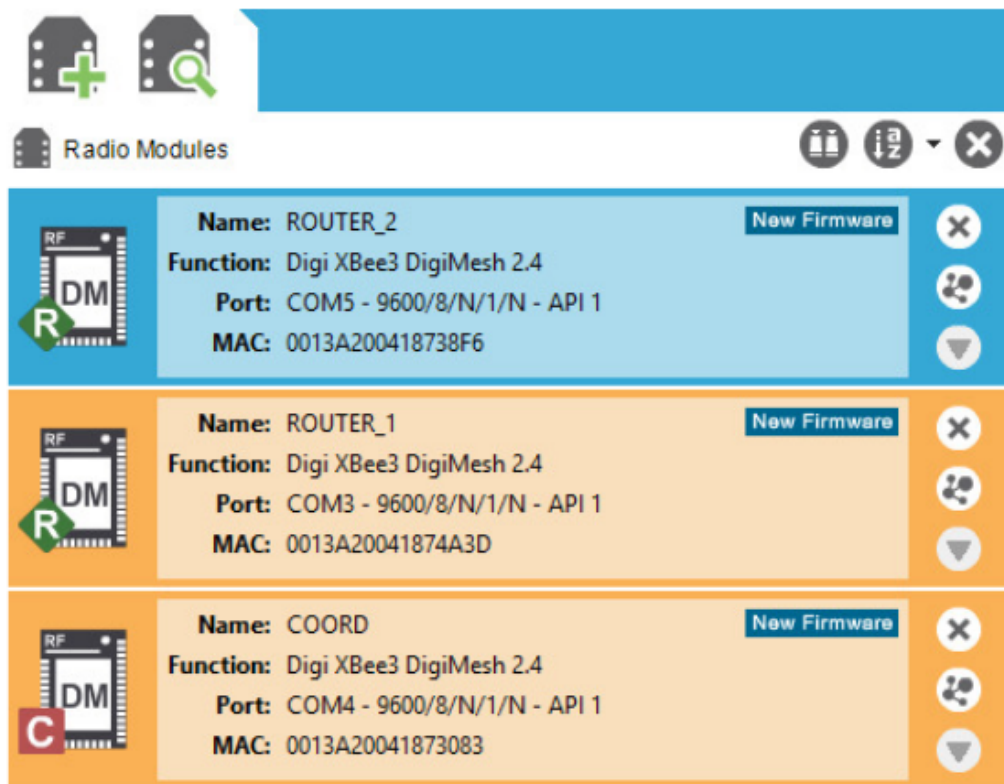 Radio Modules
RF
DM
R
Name: ROUTER_2
New Firmware
Function: Digi XBee3 DigiMesh 2.4
Port: COM5 - 9600/8/N/1/N - API 1
MAC: 0013A200418738F6
RF
DM
R
Name: ROUTER_1
New Firmware
Function: Digi XBee3 DigiMesh 2.4
Port: COM3 - 9600/8/N/1/N - API 1
MAC: 0013A20041874A3D
RF
DM
C
Name: COORD
New Firmware
Function: Digi XBee3 DigiMesh 2.4
Port: COM4 - 9600/8/N/1/N - API 1
MAC: 0013A20041873083